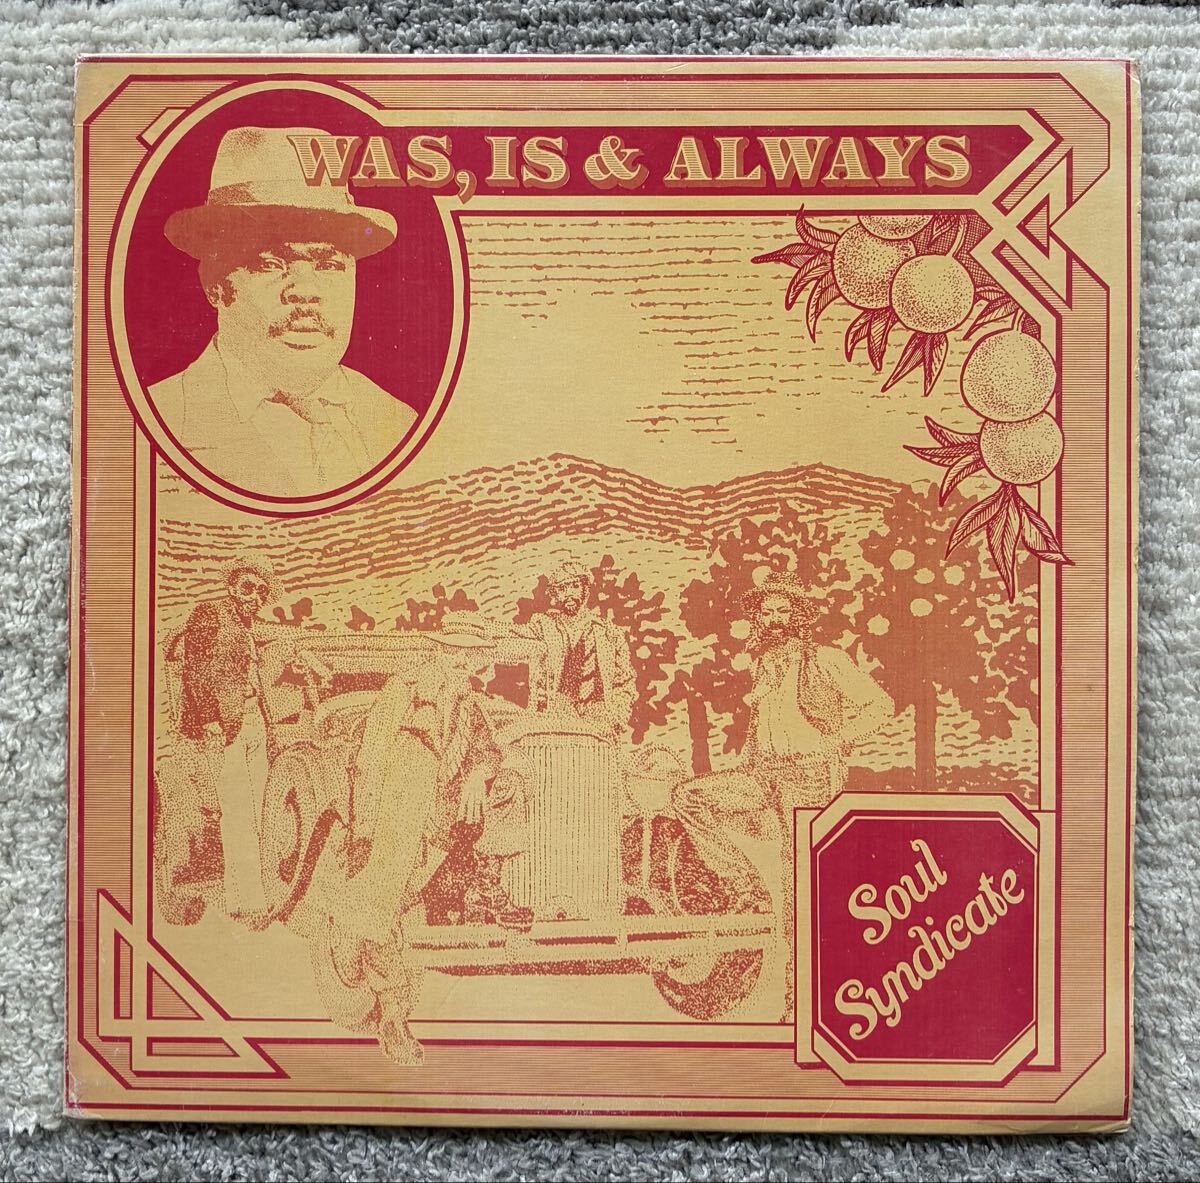 WAS, IS & ALWAYS
Soul
Syndicate